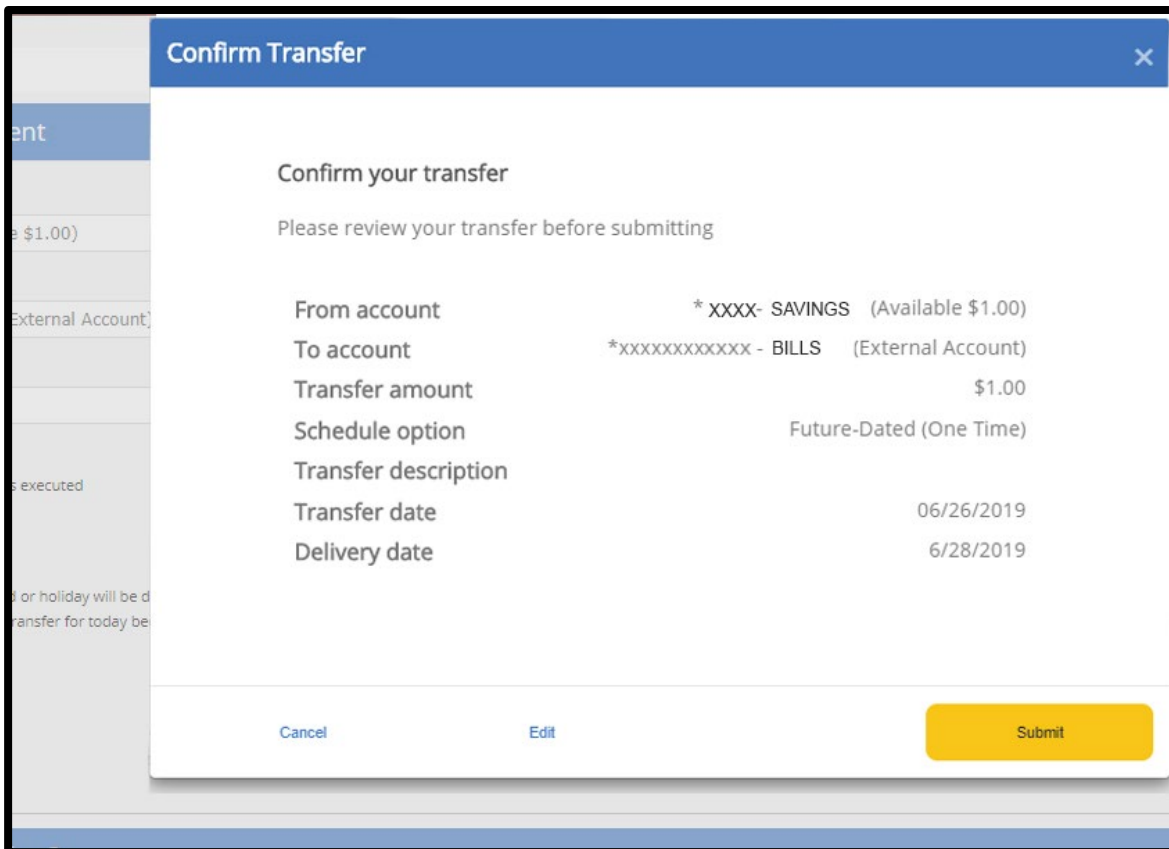 Confirm Transfer
×
ent
Confirm your transfer
e $1.00)
Please review your transfer before submitting
External Account)
From account * XXXX- SAVINGS (Available $1.00)
To account *xxxxxxxxxxxx - BILLS (External Account)
Transfer amount $1.00
Schedule option Future-Dated (One Time)
Transfer description
s executed
Transfer date 06/26/2019
Delivery date 6/28/2019
d or holiday will be d
ransfer for today be
Cancel Edit Submit